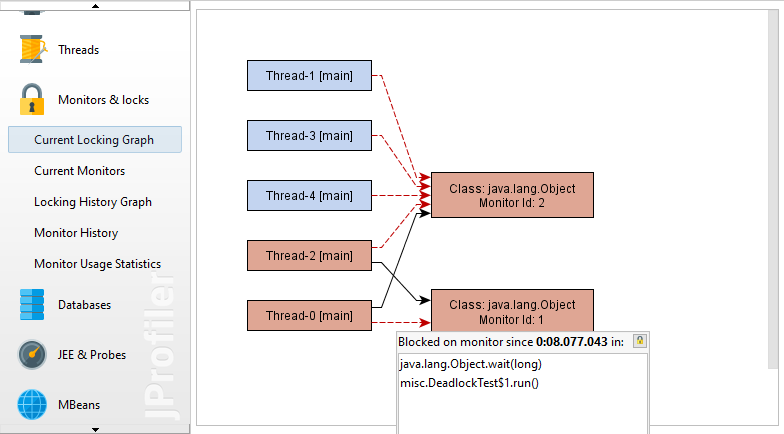 Threads
Monitors & locks
Current Locking Graph
Current Monitors
Locking History Graph
Monitor History
Monitor Usage Statistics
Databases
JEE & Probes
MBeans
JProfiler
Thread-1 [main]
Thread-3 [main]
Thread-4 [main]
Thread-2 [main]
Thread-0 [main]
Class: java.lang.Object
Monitor Id: 2
Class: java.lang.Object
Monitor Id: 1
Blocked on monitor since 0:08.077.043 in:
java.lang.Object.wait(long)
misc.DeadlockTest$1.run()